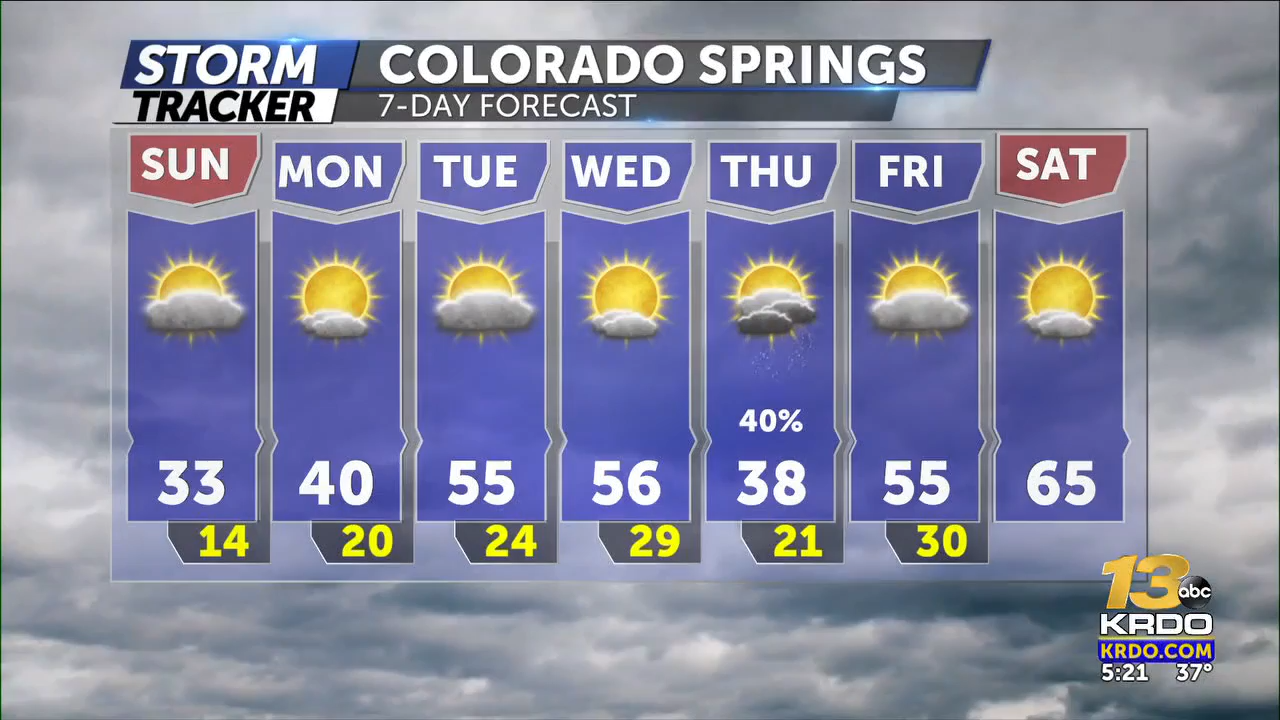 STORM
TRACKER
COLORADO SPRINGS
7-DAY FORECAST
SUN MON TUE WED THU FRI SAT
40%
33 40 55 56 38 55 65
14 20 24 29 21 30
13 abc
KRDO
KRDO.COM
5:21 37°